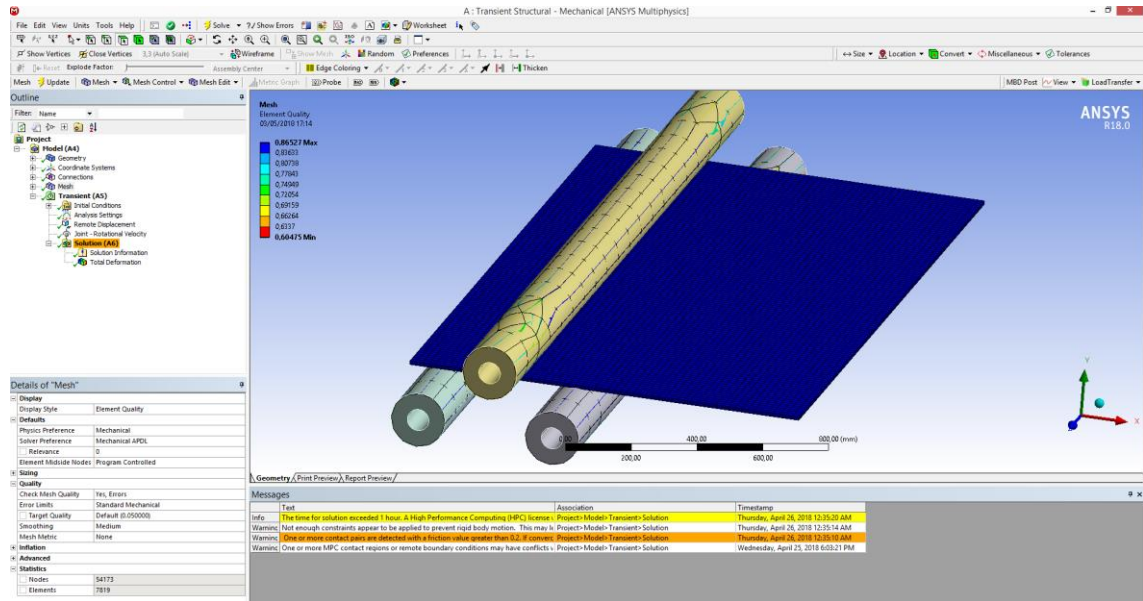 A : Transient Structural - Mechanical [ANSYS Multiphysics]
File Edit View Units Tools Help Solve ?/ Show Errors Worksheet
Show Vertices Close Vertices 3,3 (Auto Scale) Wireframe Show Mesh Random Preferences Size Location Convert Miscellaneous Tolerances
Reset Explode Factor: Assembly Center Edge Coloring Thicken
Mesh Update Mesh Mesh Control Mesh Edit Metric Graph Probe MBD Post View LoadTransfer
Outline
Filter: Name
Project
Model (A4)
Geometry
Coordinate Systems
Connections
Mesh
Transient (A5)
Initial Conditions
Analysis Settings
Remote Displacement
Joint - Rotational Velocity
Solution (A6)
Solution Information
Total Deformation
Mesh
Element Quality
03/05/2018 17:14
0,86527 Max
0,83633
0,80738
0,77843
0,74949
0,72054
0,69159
0,66264
0,6337
0,60475 Min
ANSYS
R18.0
Y
X
0,00 400,00 800,00 (mm)
200,00 600,00
Details of "Mesh"
Display
Display Style Element Quality
Defaults
Physics Preference Mechanical
Solver Preference Mechanical APDL
Relevance 0
Element Midside Nodes Program Controlled
Sizing
Quality
Check Mesh Quality Yes, Errors
Error Limits Standard Mechanical
Target Quality Default (0.050000)
Smoothing Medium
Mesh Metric None
Inflation
Advanced
Statistics
Nodes 54173
Elements 7819
Geometry Print Preview Report Preview
Messages
Text Association Timestamp
Info The time for solution exceeded 1 hour. A High Performance Computing (HPC) license Project>Model>Transient>Solution Thursday, April 26, 2018 12:35:20 AM
Warning Not enough constraints appear to be applied to prevent rigid body motion. This may Project>Model>Transient>Solution Thursday, April 26, 2018 12:35:14 AM
Warning One or more contact pairs are detected with a friction value greater than 0.2. If Project>Model>Transient>Solution Thursday, April 26, 2018 12:35:10 AM
Warning One or more MPC contact regions or remote boundary conditions may have conflicts Project>Model>Transient>Solution Wednesday, April 25, 2018 6:03:21 PM